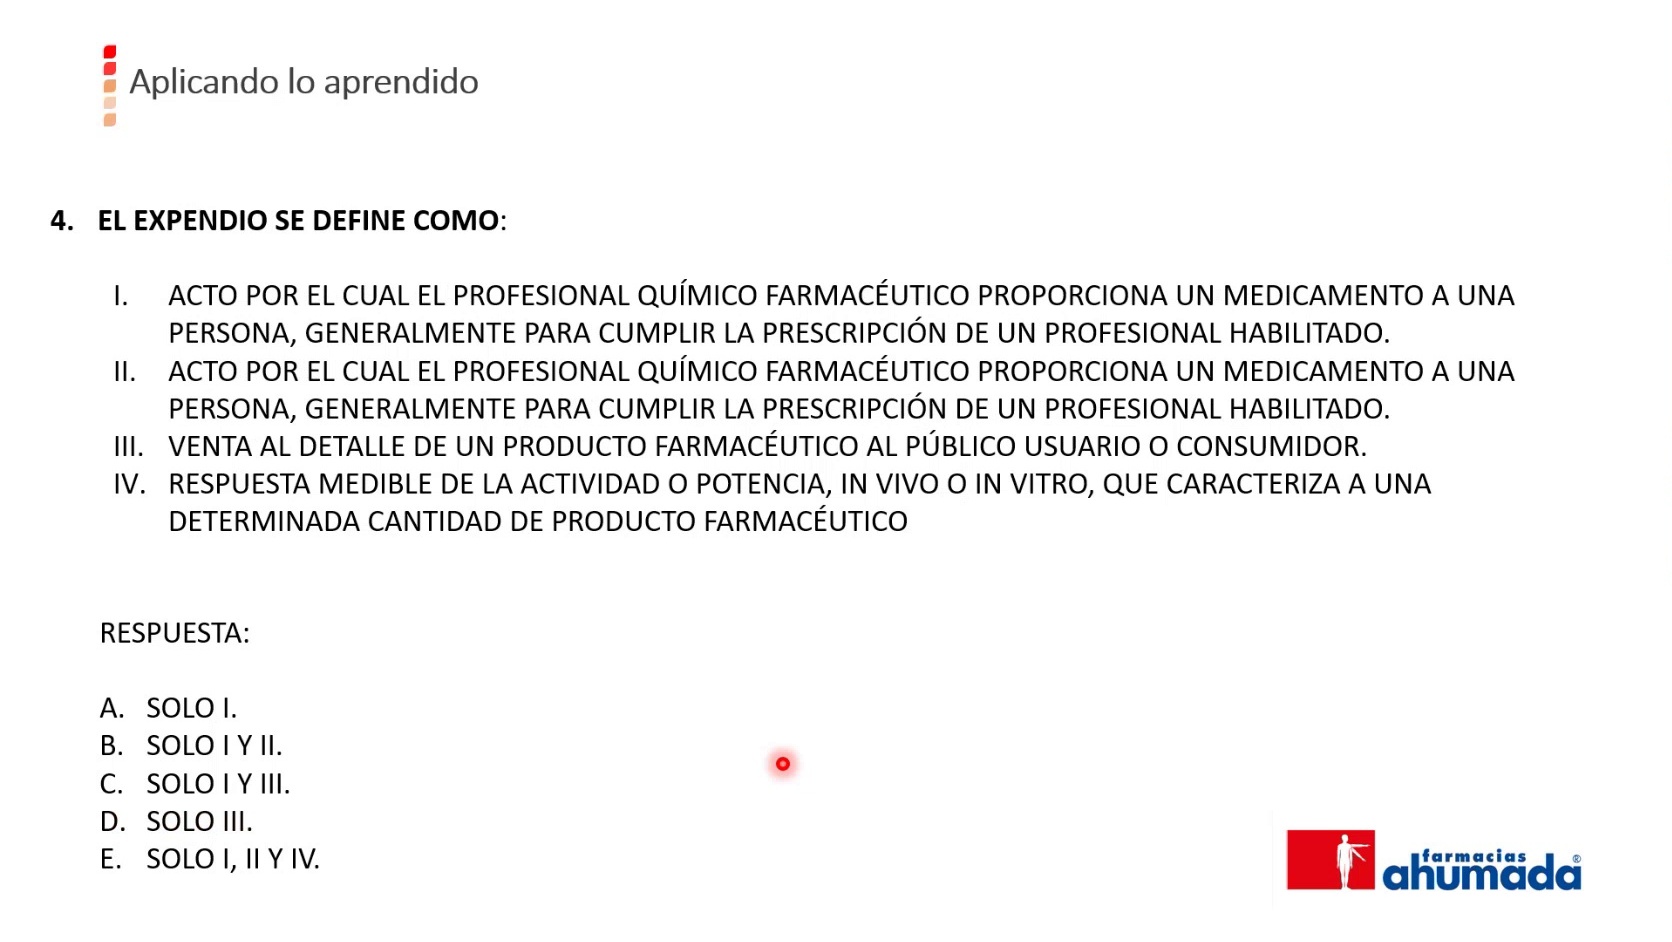 Aplicando lo aprendido
4. EL EXPENDIO SE DEFINE COMO:
I. ACTO POR EL CUAL EL PROFESIONAL QUÍMICO FARMACÉUTICO PROPORCIONA UN MEDICAMENTO A UNA
PERSONA, GENERALMENTE PARA CUMPLIR LA PRESCRIPCIÓN DE UN PROFESIONAL HABILITADO.
II. ACTO POR EL CUAL EL PROFESIONAL QUÍMICO FARMACÉUTICO PROPORCIONA UN MEDICAMENTO A UNA
PERSONA, GENERALMENTE PARA CUMPLIR LA PRESCRIPCIÓN DE UN PROFESIONAL HABILITADO.
III. VENTA AL DETALLE DE UN PRODUCTO FARMACÉUTICO AL PÚBLICO USUARIO O CONSUMIDOR.
IV. RESPUESTA MEDIBLE DE LA ACTIVIDAD O POTENCIA, IN VIVO O IN VITRO, QUE CARACTERIZA A UNA
DETERMINADA CANTIDAD DE PRODUCTO FARMACÉUTICO
RESPUESTA:
A. SOLO I.
B. SOLO I Y II.
C. SOLO I Y III.
D. SOLO III.
E. SOLO I, II Y IV.
farmacias
ahumada®